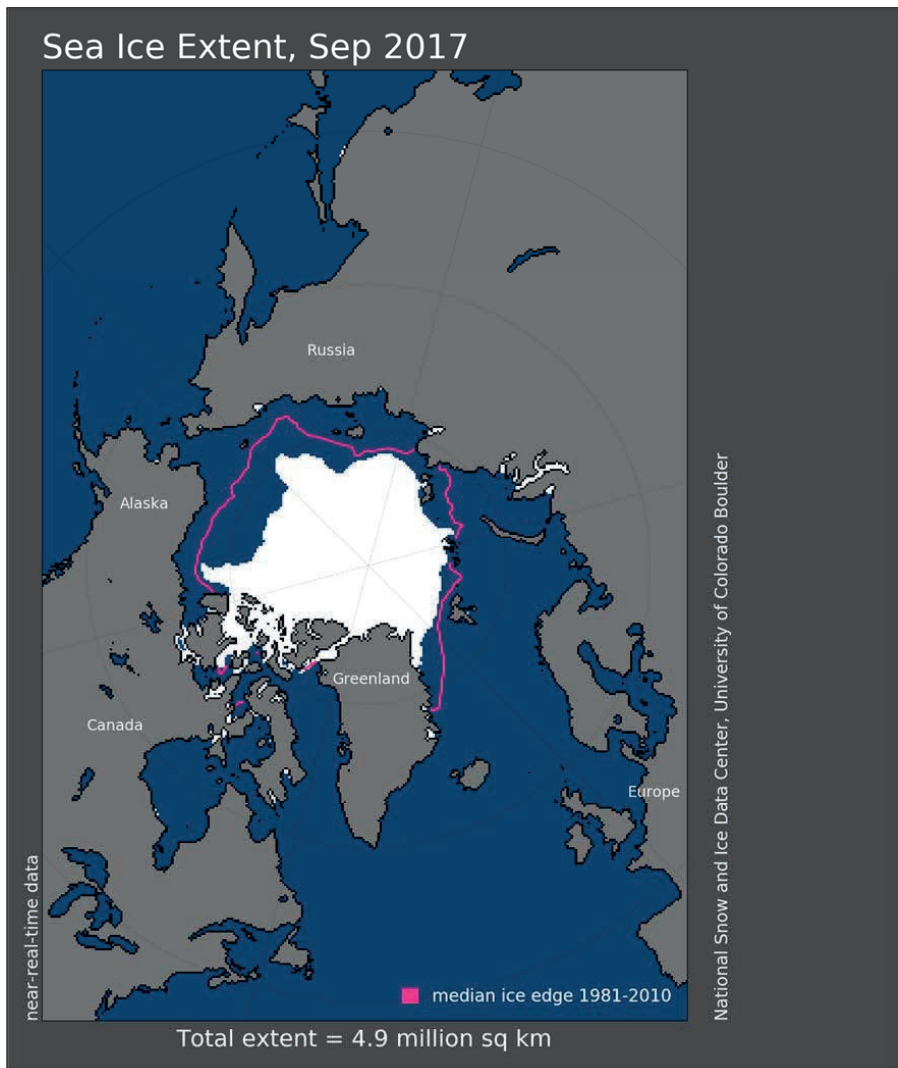 Sea Ice Extent, Sep 2017
Russia
Alaska
Greenland
Canada
Europe
near-real-time data
National Snow and Ice Data Center, University of Colorado Boulder
median ice edge 1981-2010
Total extent = 4.9 million sq km